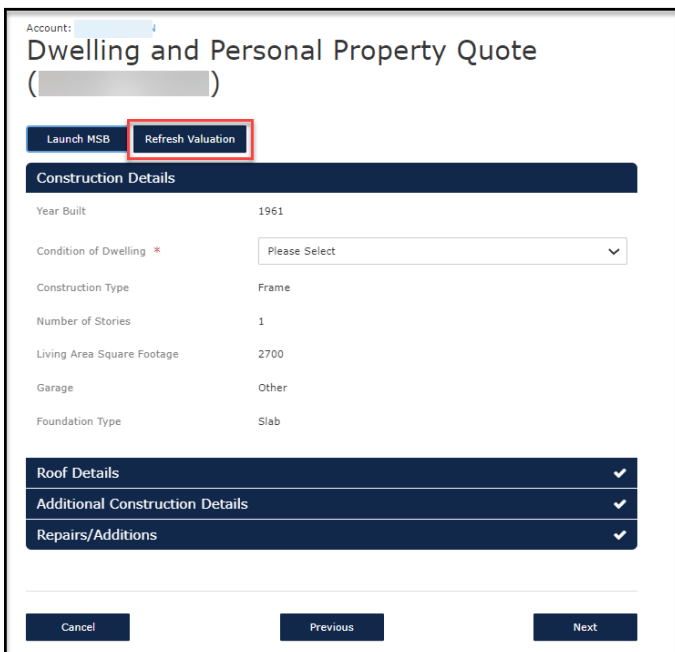 Account:
Dwelling and Personal Property Quote
( )
Launch MSB Refresh Valuation
Construction Details
Year Built 1961
Condition of Dwelling * Please Select
Construction Type Frame
Number of Stories 1
Living Area Square Footage 2700
Garage Other
Foundation Type Slab
Roof Details
Additional Construction Details
Repairs/Additions
Cancel Previous Next